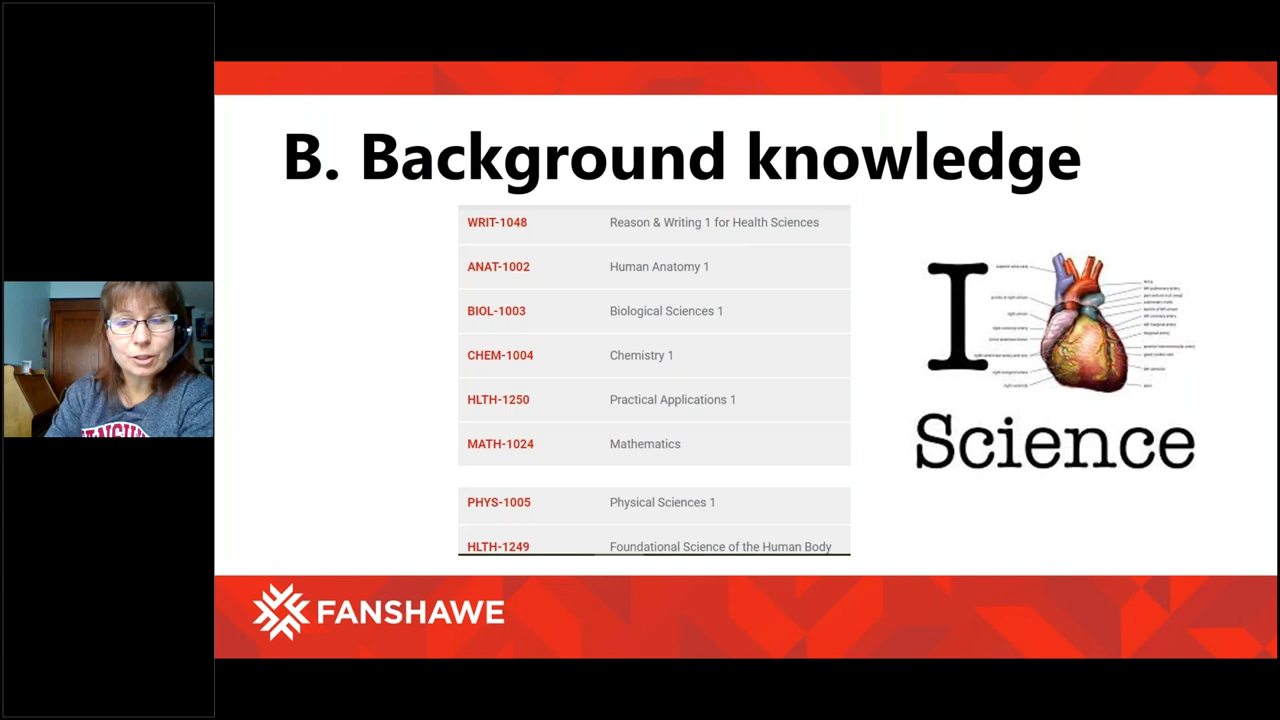 B. Background knowledge
WRIT-1048 Reason & Writing 1 for Health Sciences
ANAT-1002 Human Anatomy 1
BIOL-1003 Biological Sciences 1
CHEM-1004 Chemistry 1
HLTH-1250 Practical Applications 1
MATH-1024 Mathematics
PHYS-1005 Physical Sciences 1
HLTH-1249 Foundational Science of the Human Body
I
Science
FANSHAWE